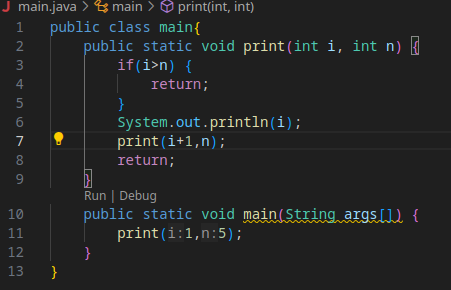 main.java > main > print(int, int)
1 public class main{
2 public static void print(int i, int n) {
3 if(i>n) {
4 return;
5 }
6 System.out.println(i);
7 print(i+1,n);
8 return;
9 }
Run | Debug
10 public static void main(String args[]) {
11 print(i:1,n:5);
12 }
13 }